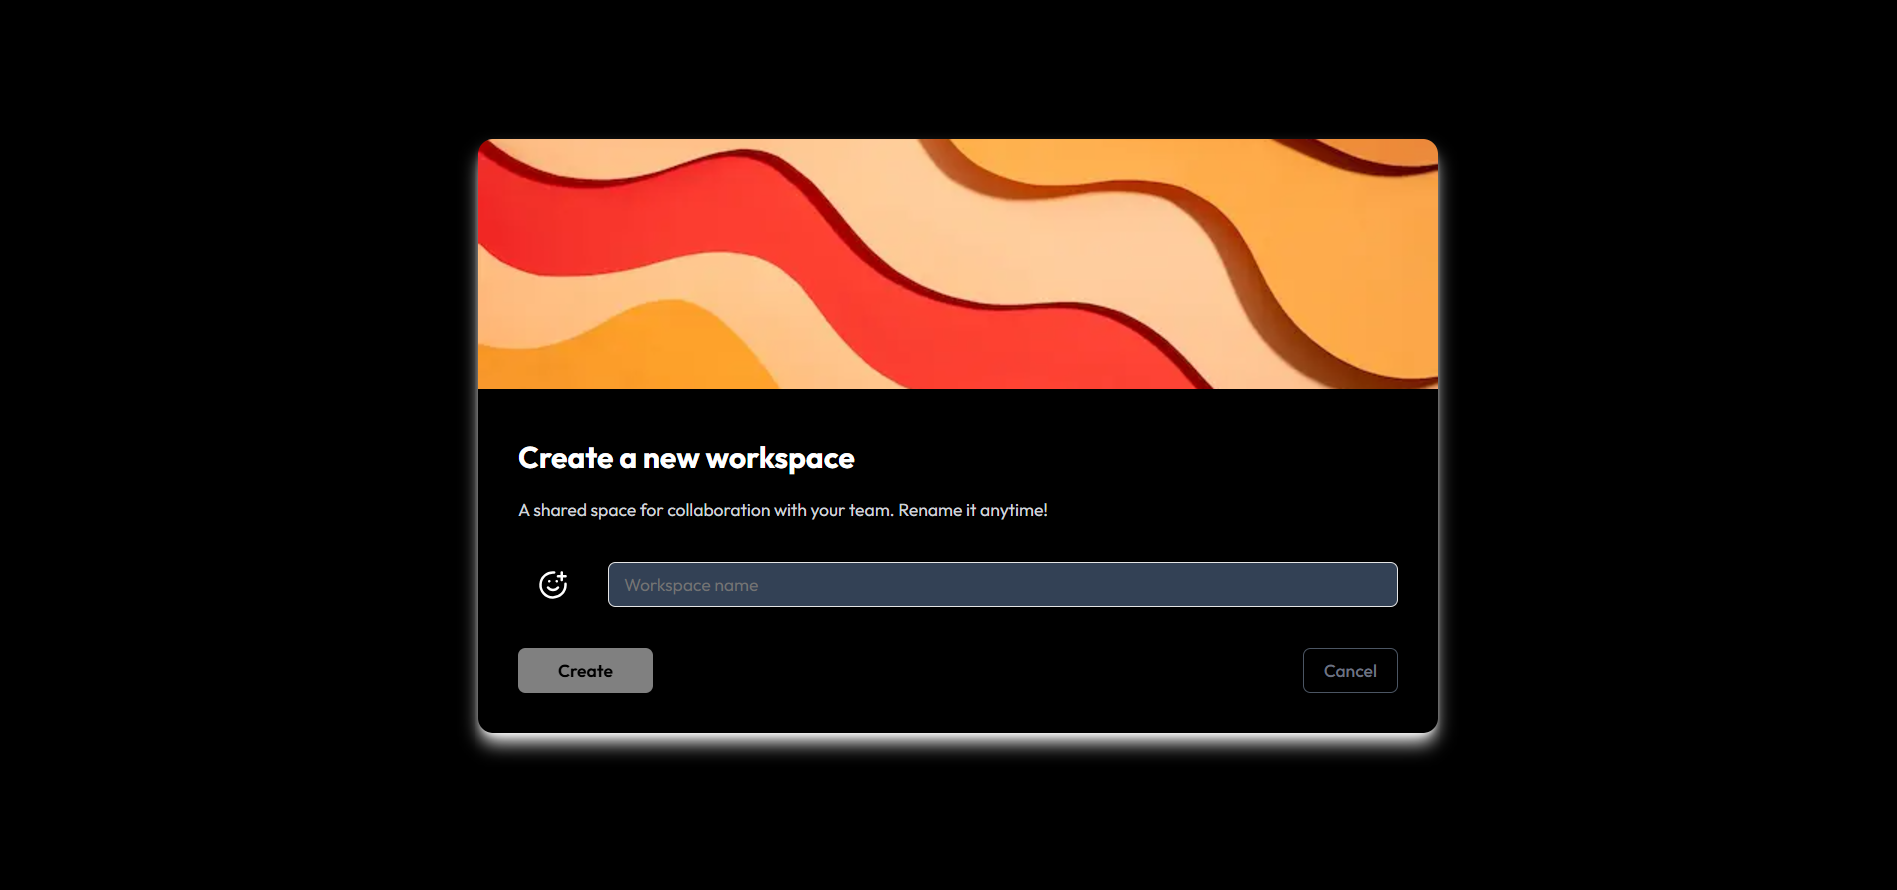 Create a new workspace
A shared space for collaboration with your team. Rename it anytime!
Workspace name
Create
Cancel